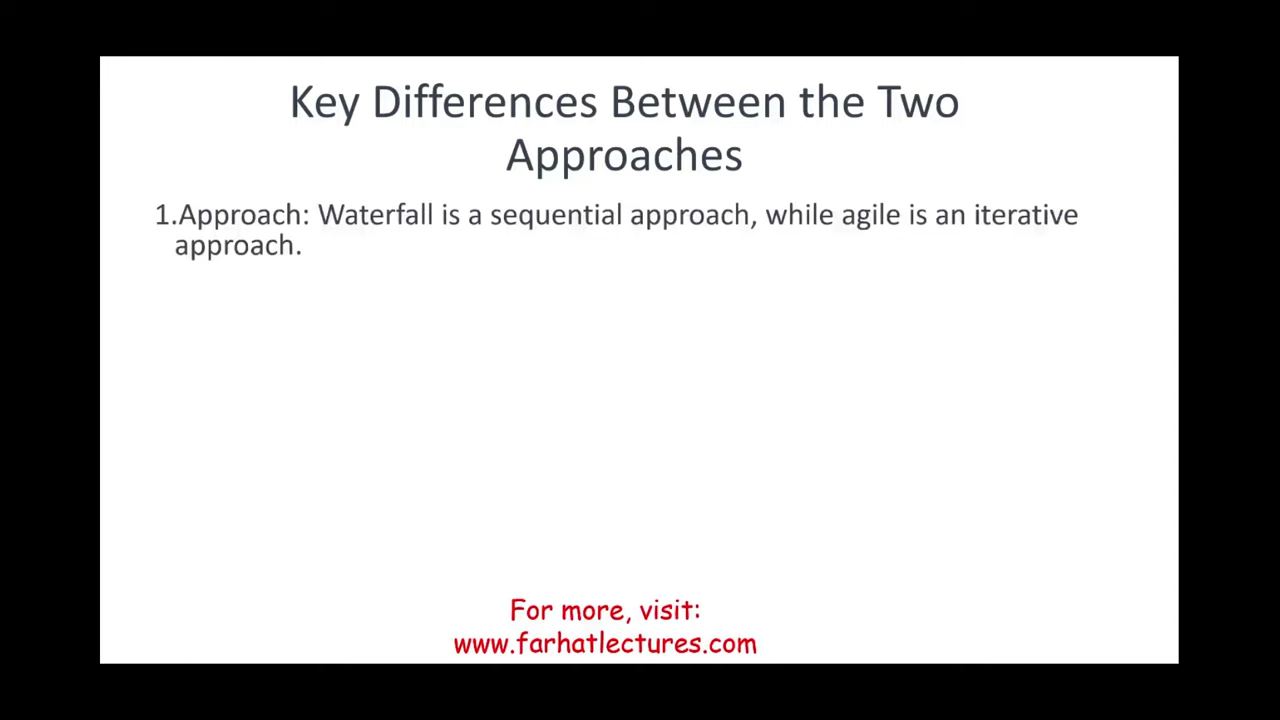 Key Differences Between the Two
Approaches
1.Approach: Waterfall is a sequential approach, while agile is an iterative
approach.
For more, visit:
www.farhatlectures.com